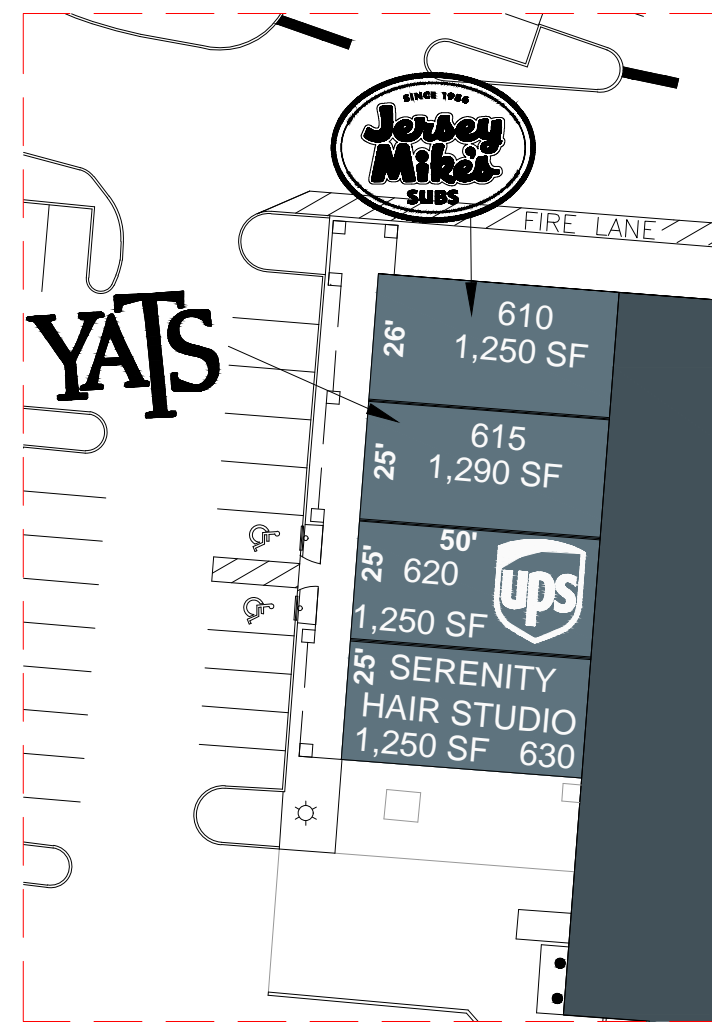 SINCE 1956
Jersey
Mike's
SUBS
FIRE LANE
YATS
26'
610
1,250 SF
25'
615
1,290 SF
50'
25'
620
ups
1,250 SF
25'
SERENITY
HAIR STUDIO
1,250 SF 630